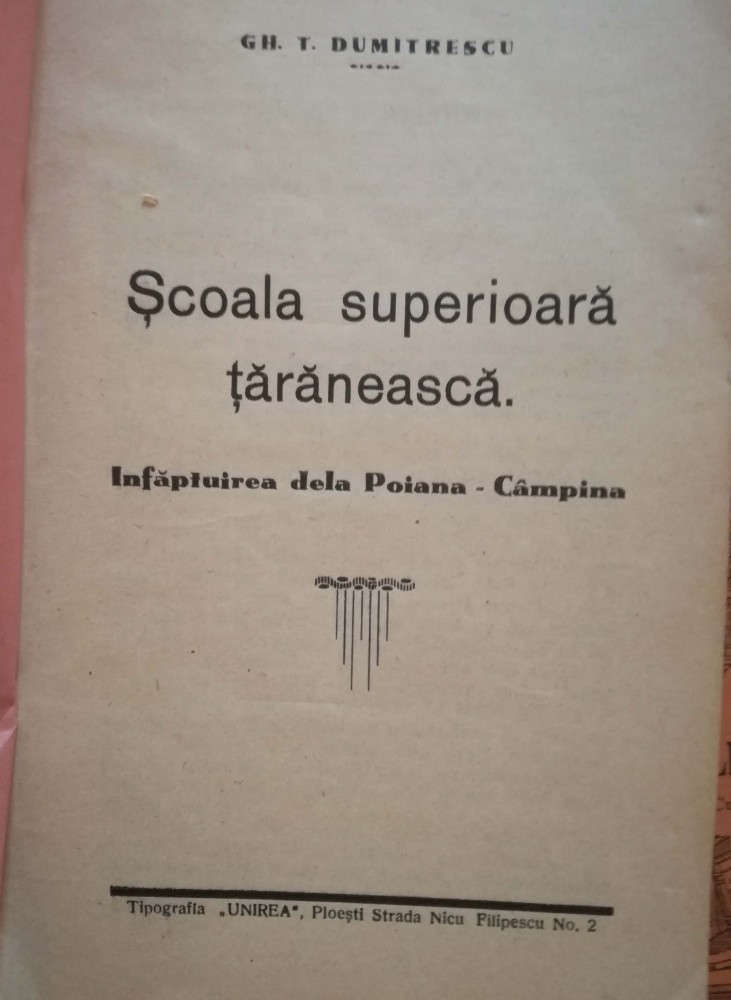 GH. T. DUMITRESCU
Școala superioară
țărănească.
Infăptuirea dela Poiana - Câmpina
Tipografia „UNIREA”, Ploești Strada Nicu Filipescu No. 2